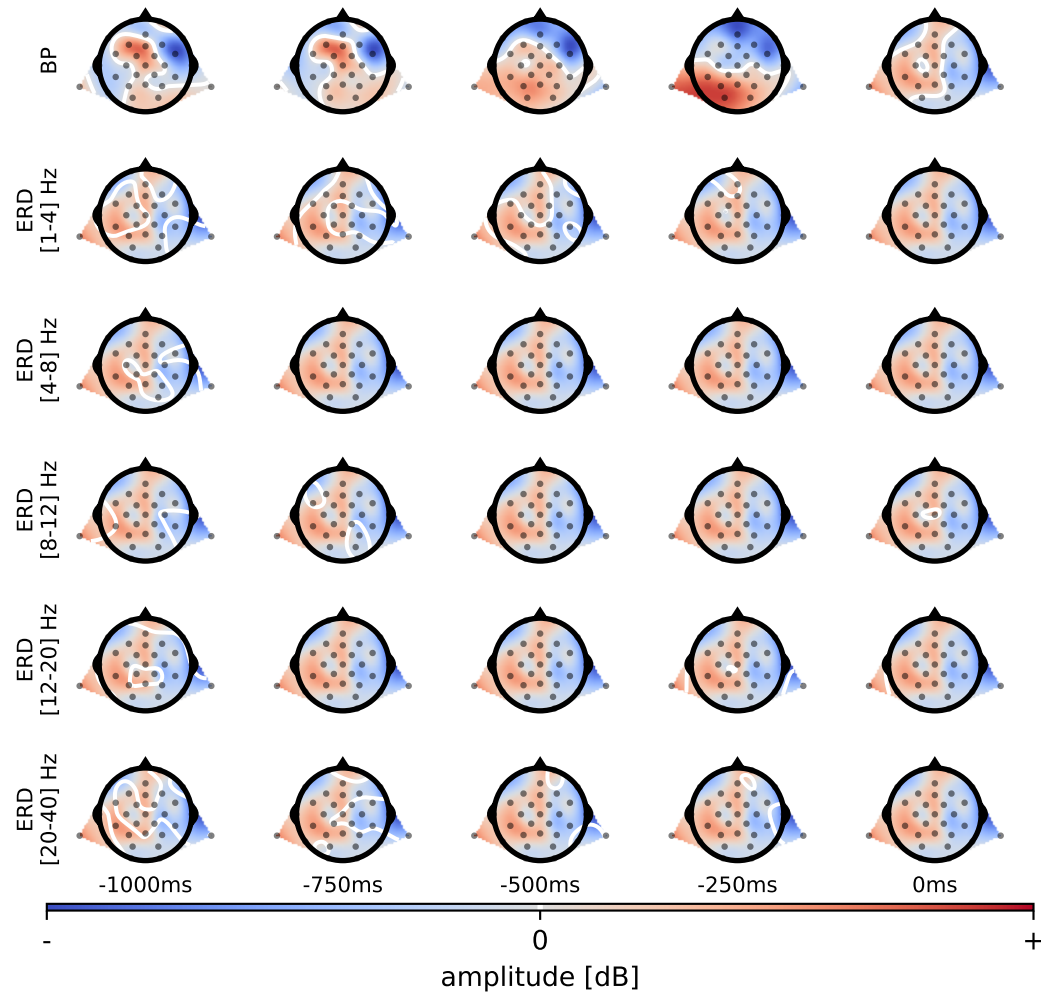 BP
ERD
[1-4] Hz
ERD
[4-8] Hz
ERD
[8-12] Hz
ERD
[12-20] Hz
ERD
[20-40] Hz
-1000ms -750ms -500ms -250ms 0ms
- 0 +
amplitude [dB]